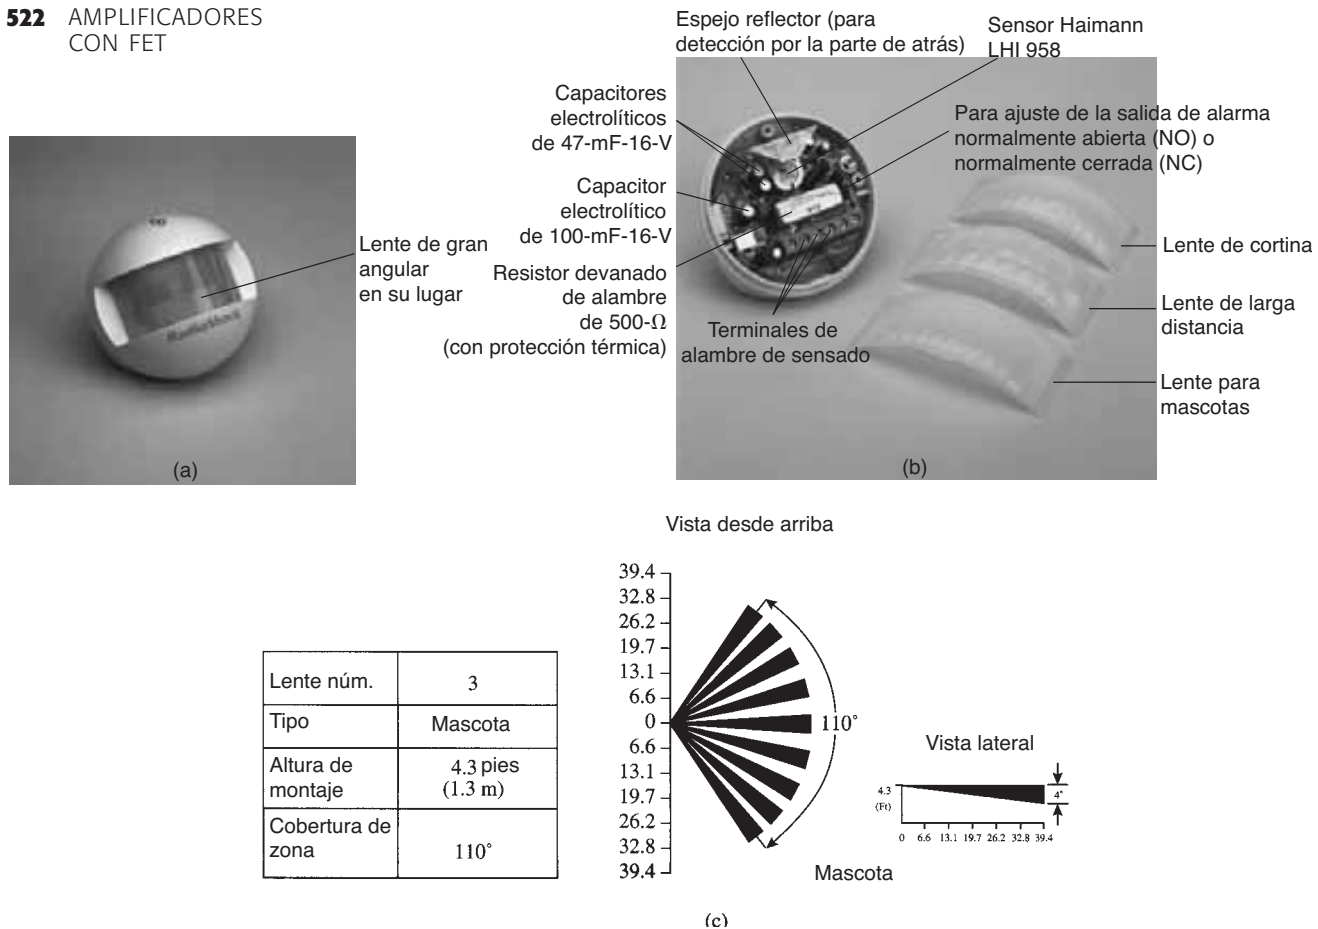 522 AMPLIFICADORES
CON FET
Espejo reflector (para
detección por la parte de atrás)
Sensor Haimann
LHI 958
Capacitores
electrolíticos
de 47-mF-16-V
Para ajuste de la salida de alarma
normalmente abierta (NO) o
normalmente cerrada (NC)
Capacitor
electrolítico
de 100-mF-16-V
Lente de gran
angular
en su lugar
Lente de cortina
Resistor devanado
de alambre
de 500-Ω
(con protección térmica)
Lente de larga
distancia
Terminales de
alambre de sensado
Lente para
mascotas
RadioShack
(a)
(b)
Vista desde arriba
39.4
32.8
26.2
19.7
13.1
6.6
0
6.6
13.1
19.7
26.2
32.8
39.4
110°
Mascota
Lente núm. 3
Tipo Mascota
Altura de montaje 4.3 pies (1.3 m)
Cobertura de zona 110°
Vista lateral
4.3
(Ft)
4°
0 6.6 13.1 19.7 26.2 32.8 39.4
(c)